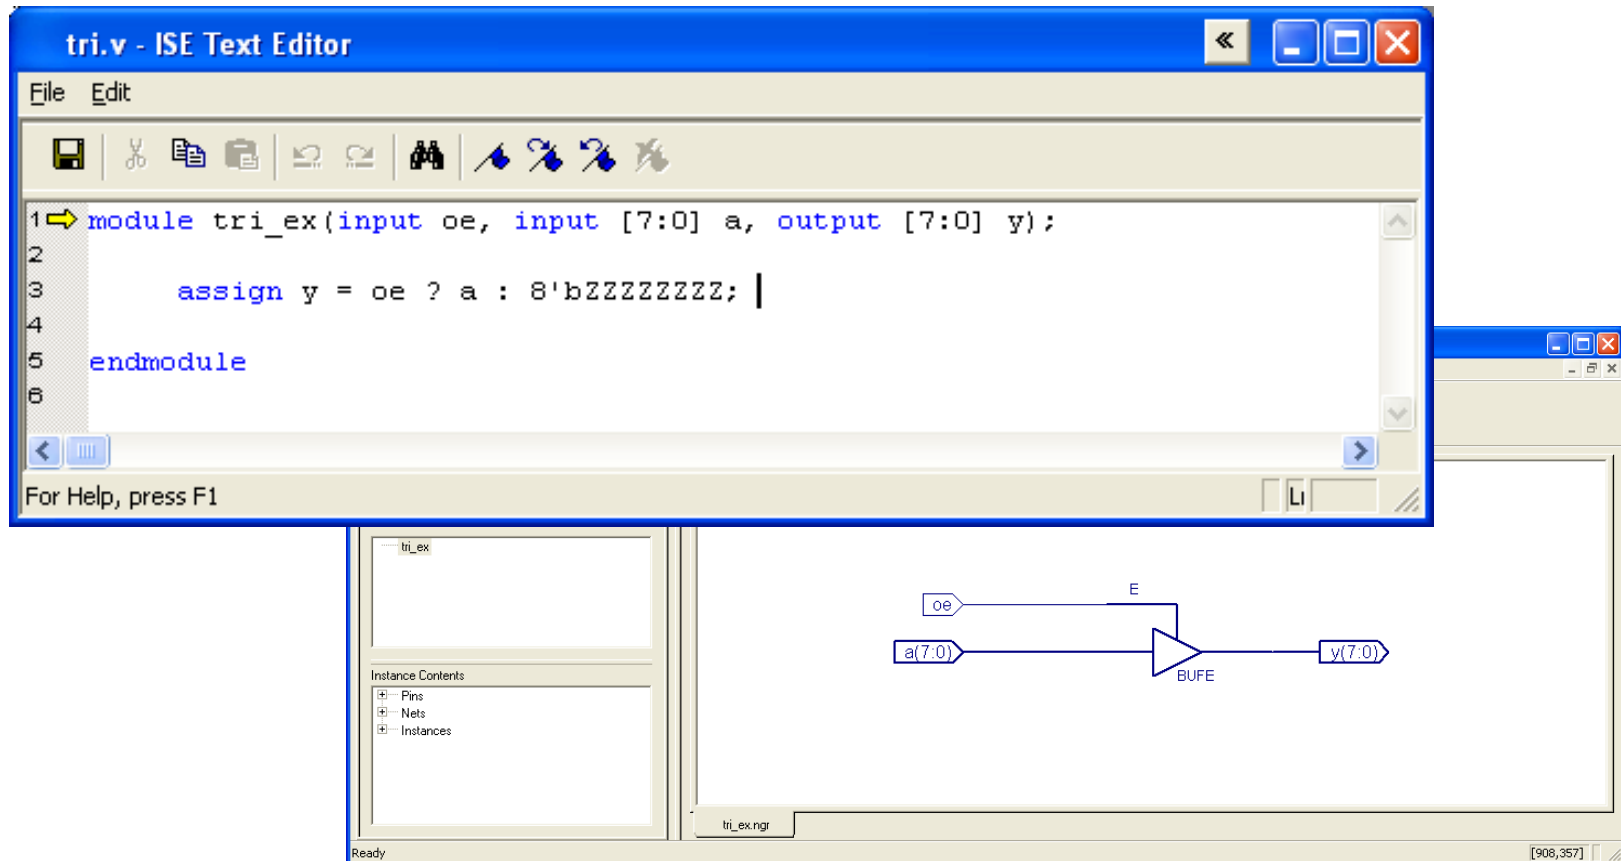 tri.v - ISE Text Editor
File Edit
1 module tri_ex(input oe, input [7:0] a, output [7:0] y);
2
3 assign y = oe ? a : 8'bZZZZZZZZ;
4
5 endmodule
6
For Help, press F1
Li
tri_ex
E
oe
a(7:0)
y(7:0)
BUFE
Instance Contents
Pins
Nets
Instances
tri_ex.ngr
Ready
[908,357]